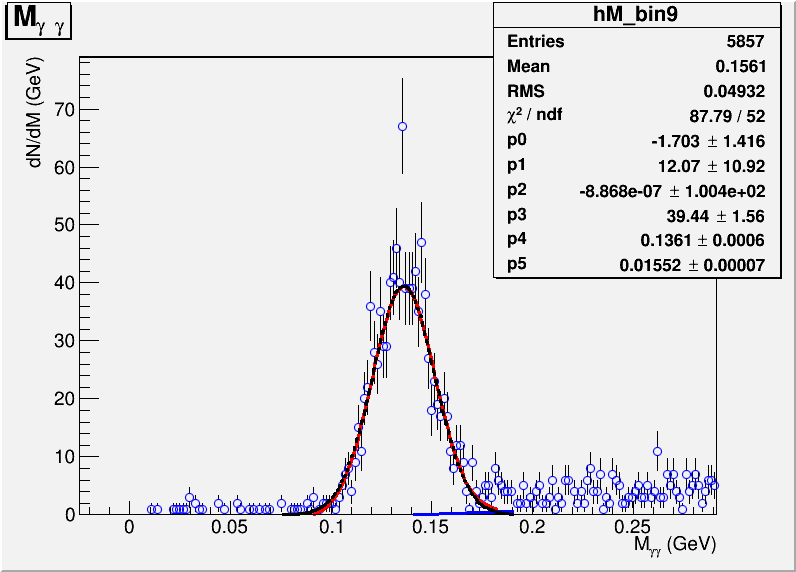 Mγ γ
hM_bin9
Entries 5857
Mean 0.1561
RMS 0.04932
χ² / ndf 87.79 / 52
p0 -1.703 ± 1.416
p1 12.07 ± 10.92
p2 -8.868e-07 ± 1.004e+02
p3 39.44 ± 1.56
p4 0.1361 ± 0.0006
p5 0.01552 ± 0.00007
dN/dM (GeV)
70
60
50
40
30
20
10
0
0 0.05 0.1 0.15 0.2 0.25
Mγγ (GeV)